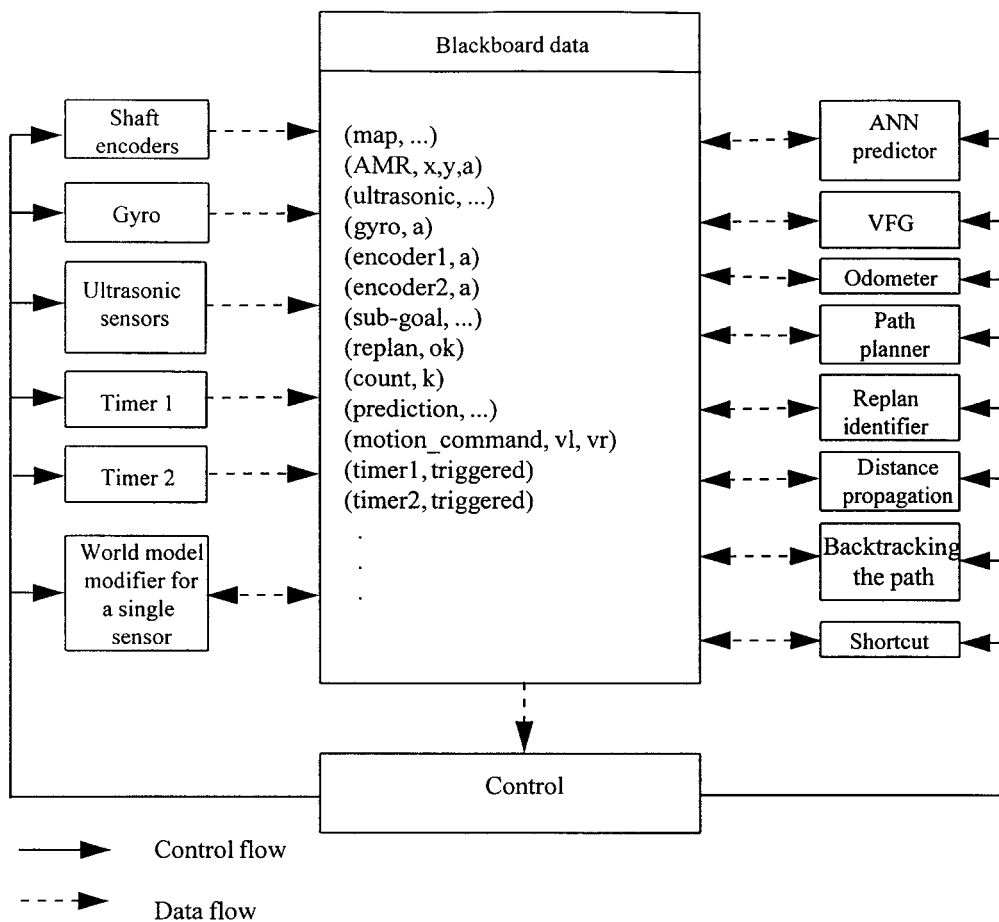 Blackboard data
Shaft
encoders
Gyro
Ultrasonic
sensors
Timer 1
Timer 2
World model
modifier for
a single
sensor
(map, ...)
(AMR, x,y,a)
(ultrasonic, ...)
(gyro, a)
(encoder1, a)
(encoder2, a)
(sub-goal, ...)
(replan, ok)
(count, k)
(prediction, ...)
(motion_command, vl, vr)
(timer1, triggered)
(timer2, triggered)
.
.
.
ANN
predictor
VFG
Odometer
Path
planner
Replan
identifier
Distance
propagation
Backtracking
the path
Shortcut
Control
Control flow
Data flow